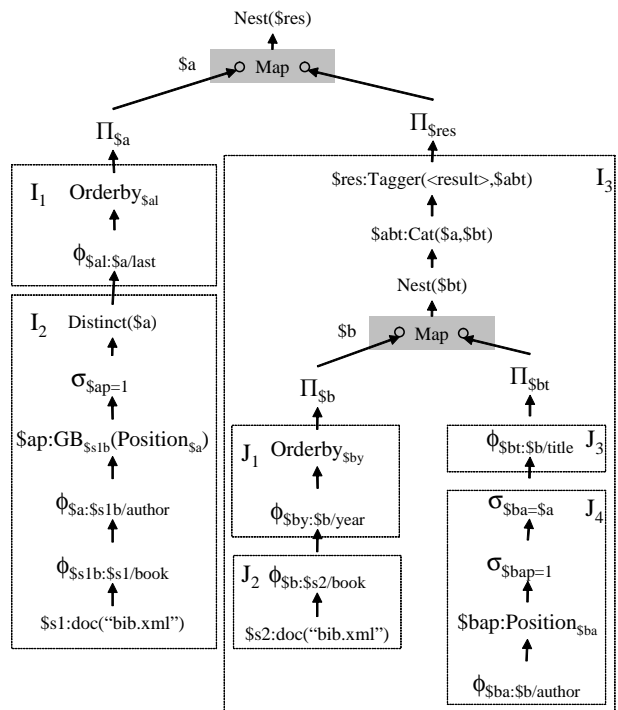 Nest($res)
$a
Map
Π$a
Π$res
I1
Orderby$al
ϕ$al:$a/last
I2
Distinct($a)
σ$ap=1
$ap:GB$s1b(Position$a)
ϕ$a:$s1b/author
ϕ$s1b:$s1/book
$s1:doc(“bib.xml”)
I3
$res:Tagger(<result>,$abt)
$abt:Cat($a,$bt)
Nest($bt)
$b
Map
Π$b
Π$bt
J1
Orderby$by
ϕ$by:$b/year
J2
ϕ$b:$s2/book
$s2:doc(“bib.xml”)
J3
ϕ$bt:$b/title
J4
σ$ba=$a
σ$bap=1
$bap:Position$ba
ϕ$ba:$b/author